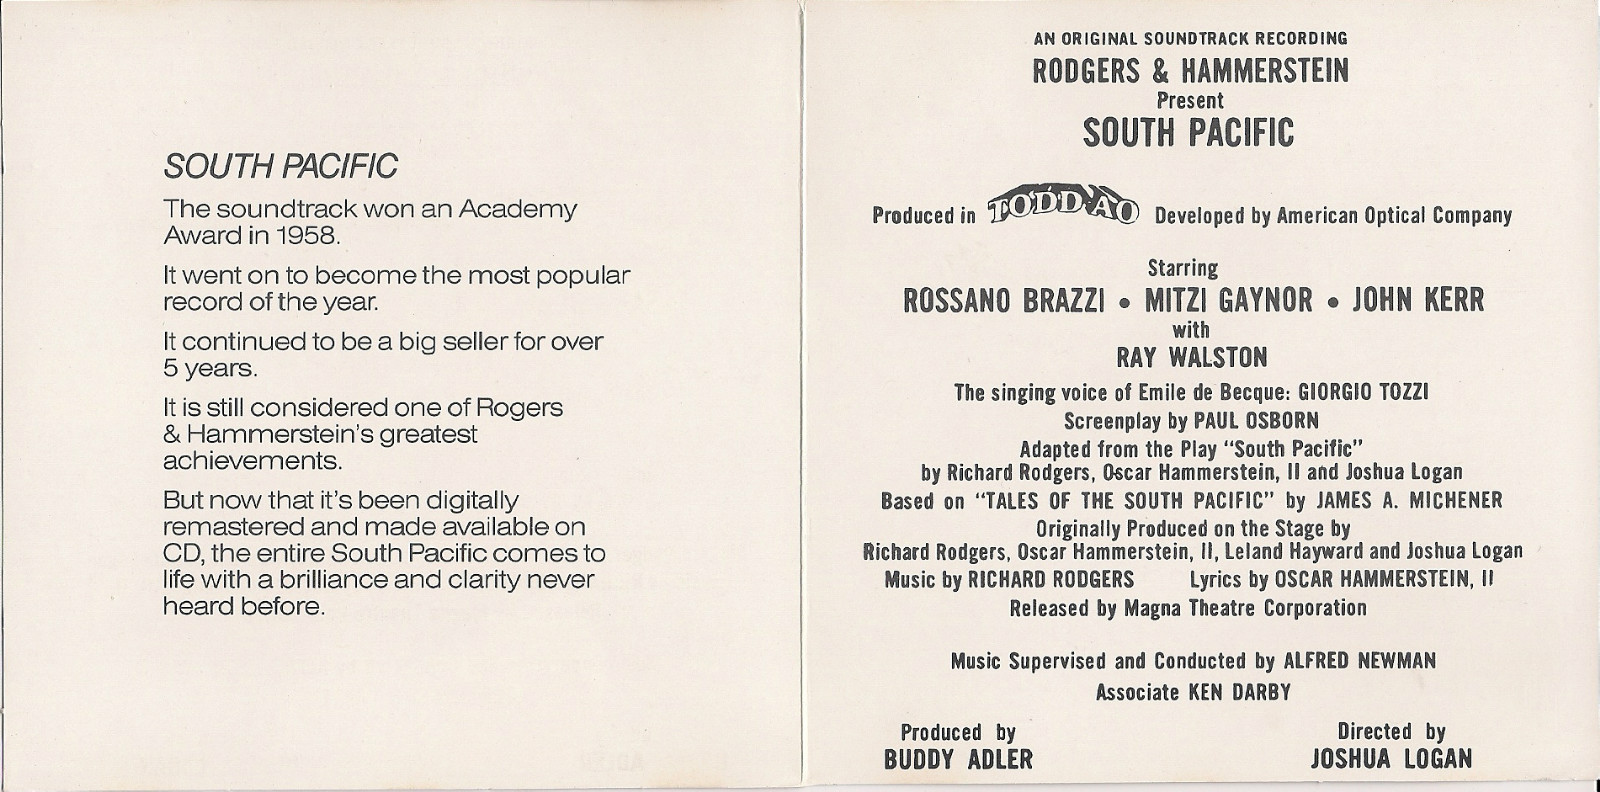 SOUTH PACIFIC
The soundtrack won an Academy
Award in 1958.
It went on to become the most popular
record of the year.
It continued to be a big seller for over
5 years.
It is still considered one of Rogers
& Hammerstein's greatest
achievements.
But now that it's been digitally
remastered and made available on
CD, the entire South Pacific comes to
life with a brilliance and clarity never
heard before.
AN ORIGINAL SOUNDTRACK RECORDING
RODGERS & HAMMERSTEIN
Present
SOUTH PACIFIC
Produced in TODD-AO Developed by American Optical Company
Starring
ROSSANO BRAZZI • MITZI GAYNOR • JOHN KERR
with
RAY WALSTON
The singing voice of Emile de Becque: GIORGIO TOZZI
Screenplay by PAUL OSBORN
Adapted from the Play "South Pacific"
by Richard Rodgers, Oscar Hammerstein, II and Joshua Logan
Based on "TALES OF THE SOUTH PACIFIC" by JAMES A. MICHENER
Originally Produced on the Stage by
Richard Rodgers, Oscar Hammerstein, II, Leland Hayward and Joshua Logan
Music by RICHARD RODGERS Lyrics by OSCAR HAMMERSTEIN, II
Released by Magna Theatre Corporation
Music Supervised and Conducted by ALFRED NEWMAN
Associate KEN DARBY
Produced by Directed by
BUDDY ADLER JOSHUA LOGAN